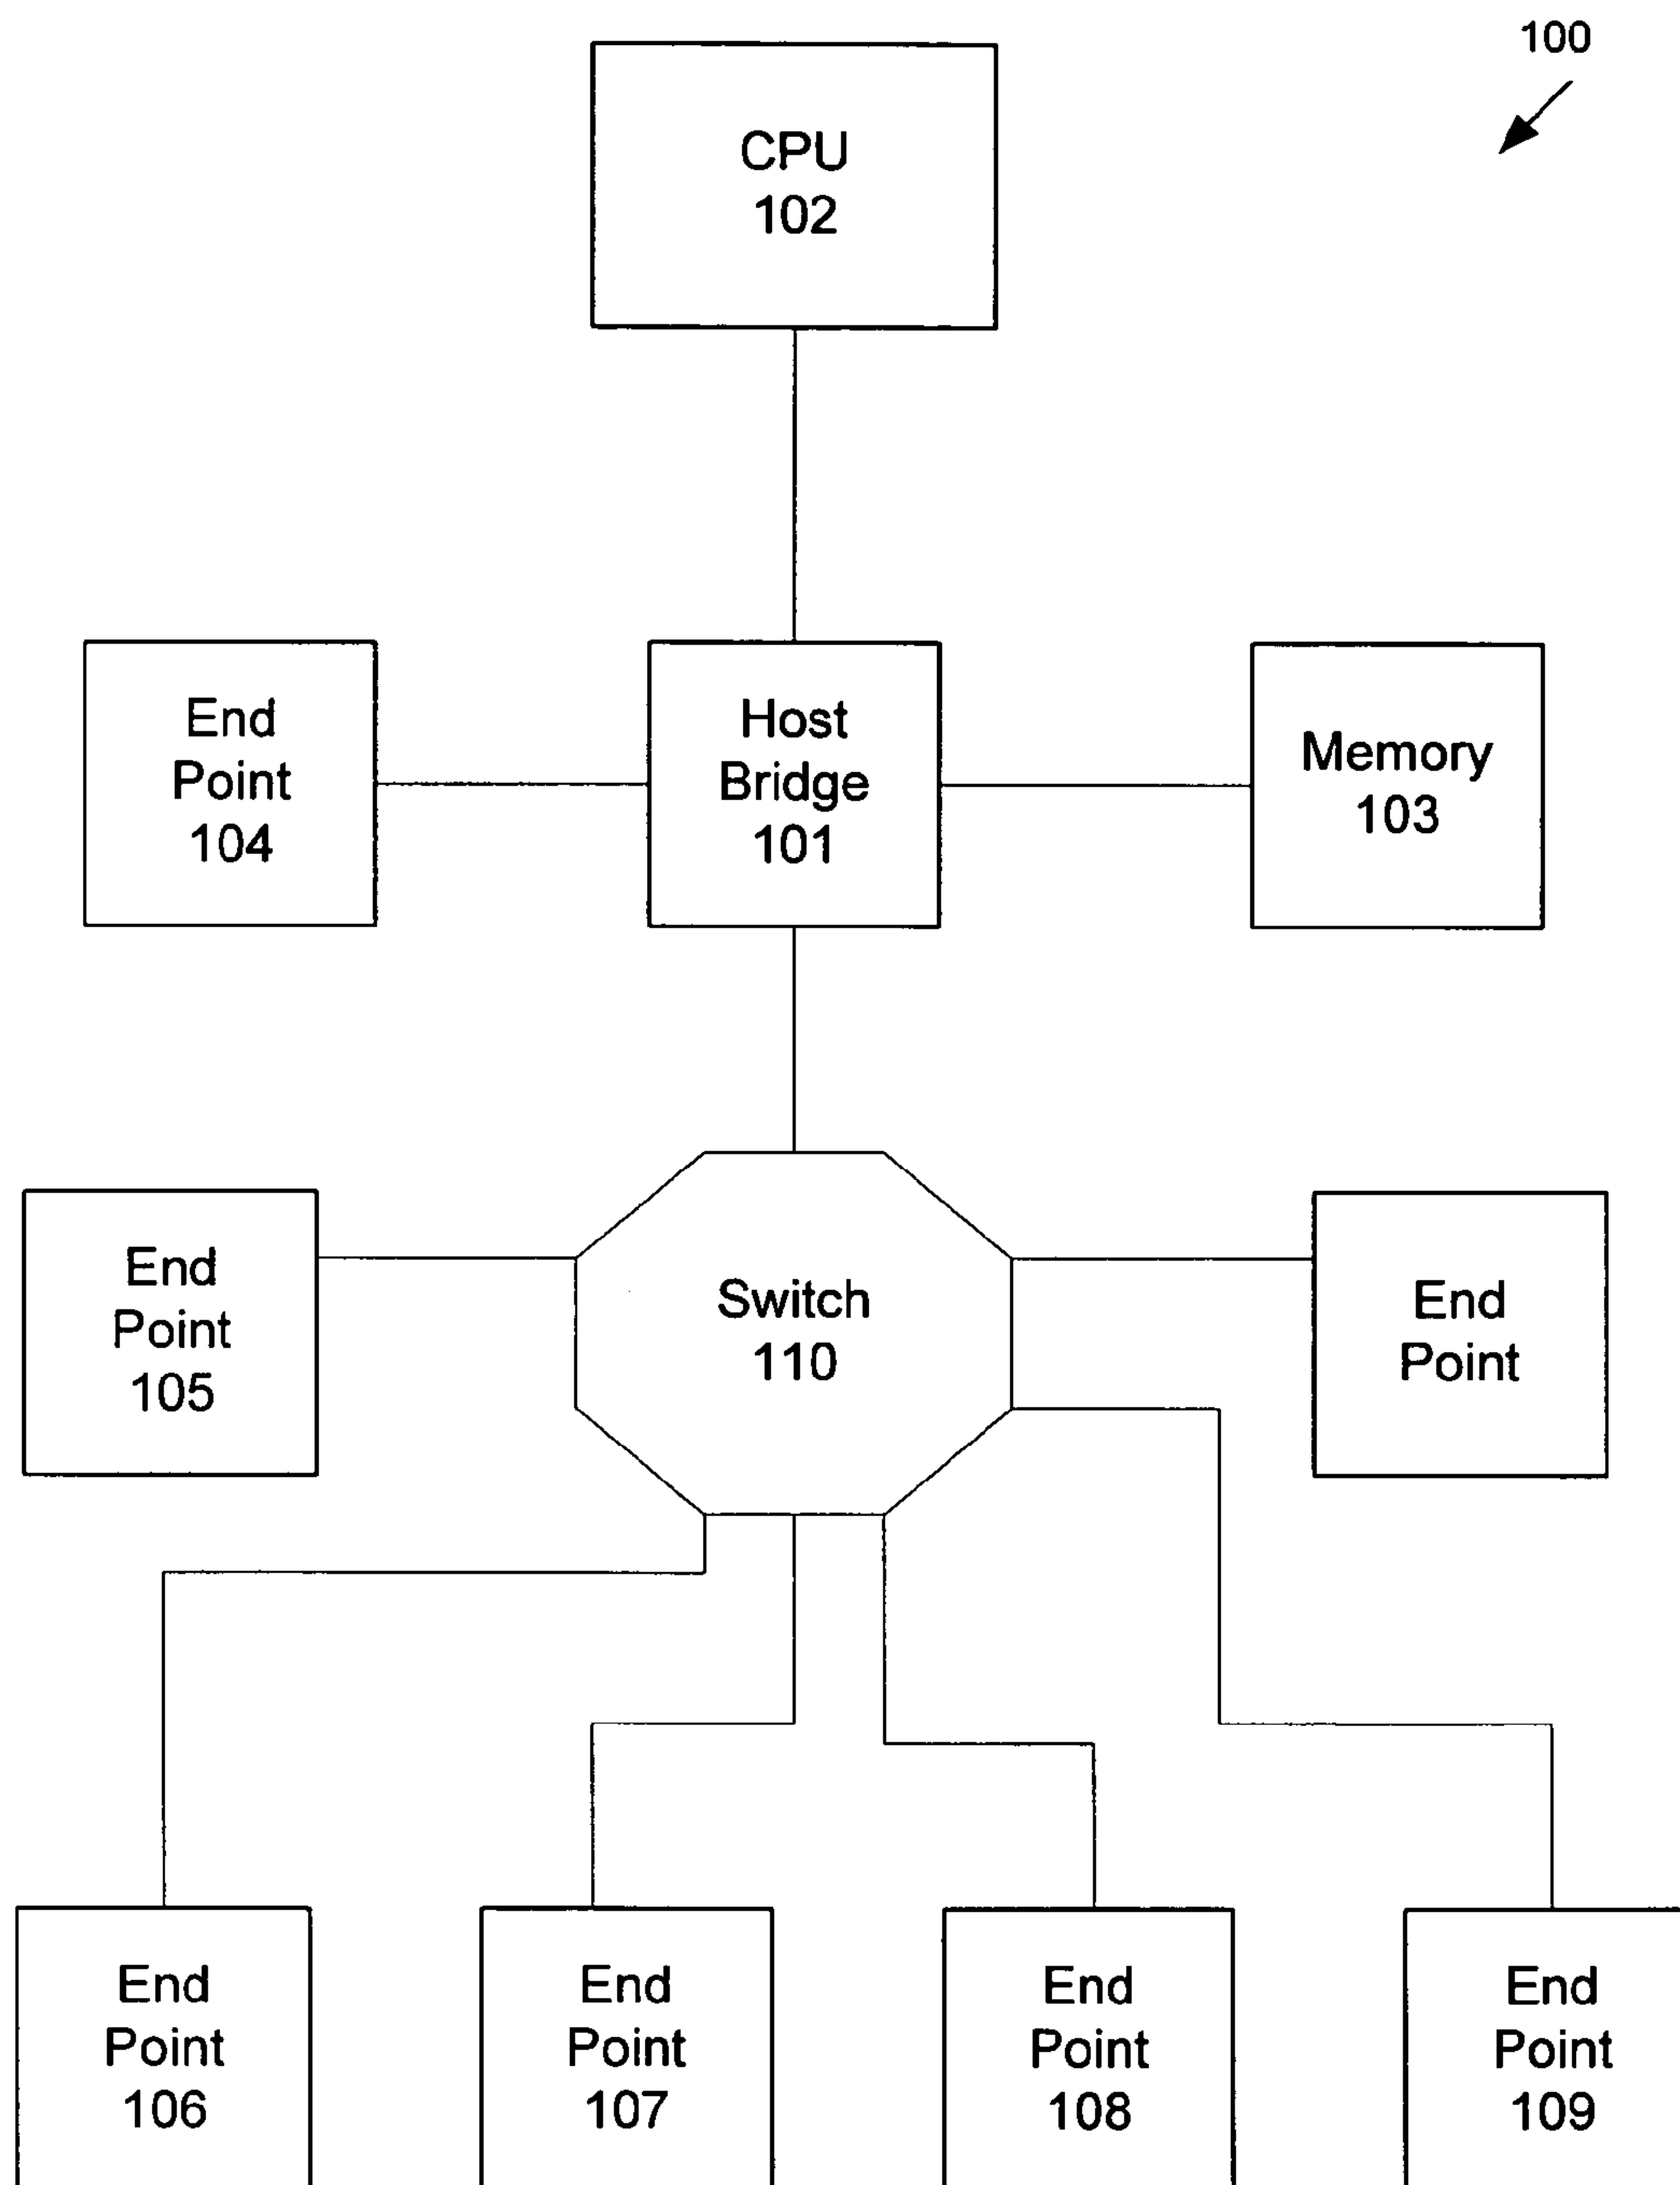 100
CPU
102
End
Point
104
Host
Bridge
101
Memory
103
End
Point
105
Switch
110
End
Point
End
Point
106
End
Point
107
End
Point
108
End
Point
109